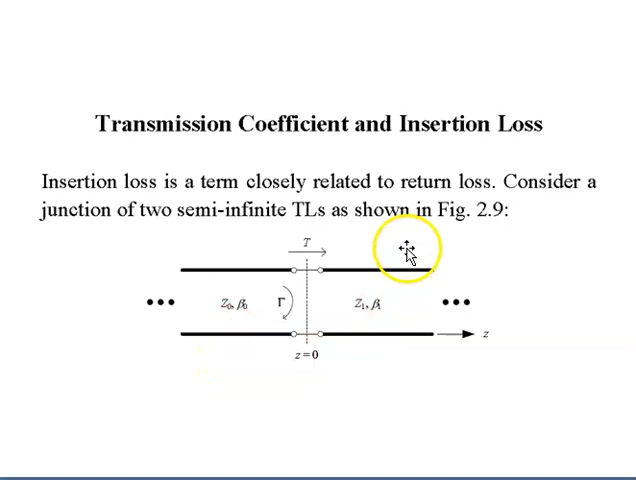 Transmission Coefficient and Insertion Loss
Insertion loss is a term closely related to return loss. Consider a
junction of two semi-infinite TLs as shown in Fig. 2.9:
T
Z₀, β₀
Γ
Z₁, β₁
z
z = 0